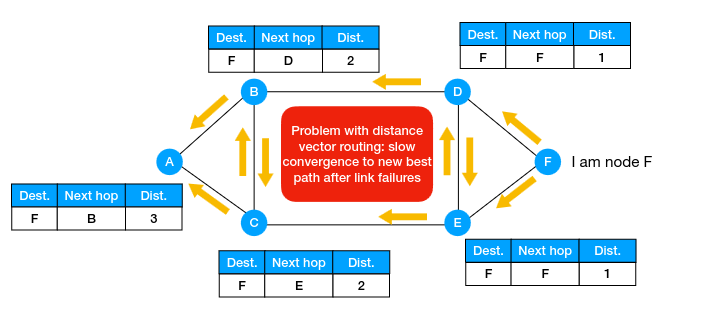 Dest. Next hop Dist.
F D 2
Dest. Next hop Dist.
F F 1
B
D
Problem with distance
vector routing: slow
convergence to new best
path after link failures
A
F
I am node F
Dest. Next hop Dist.
F B 3
C
E
Dest. Next hop Dist.
F E 2
Dest. Next hop Dist.
F F 1